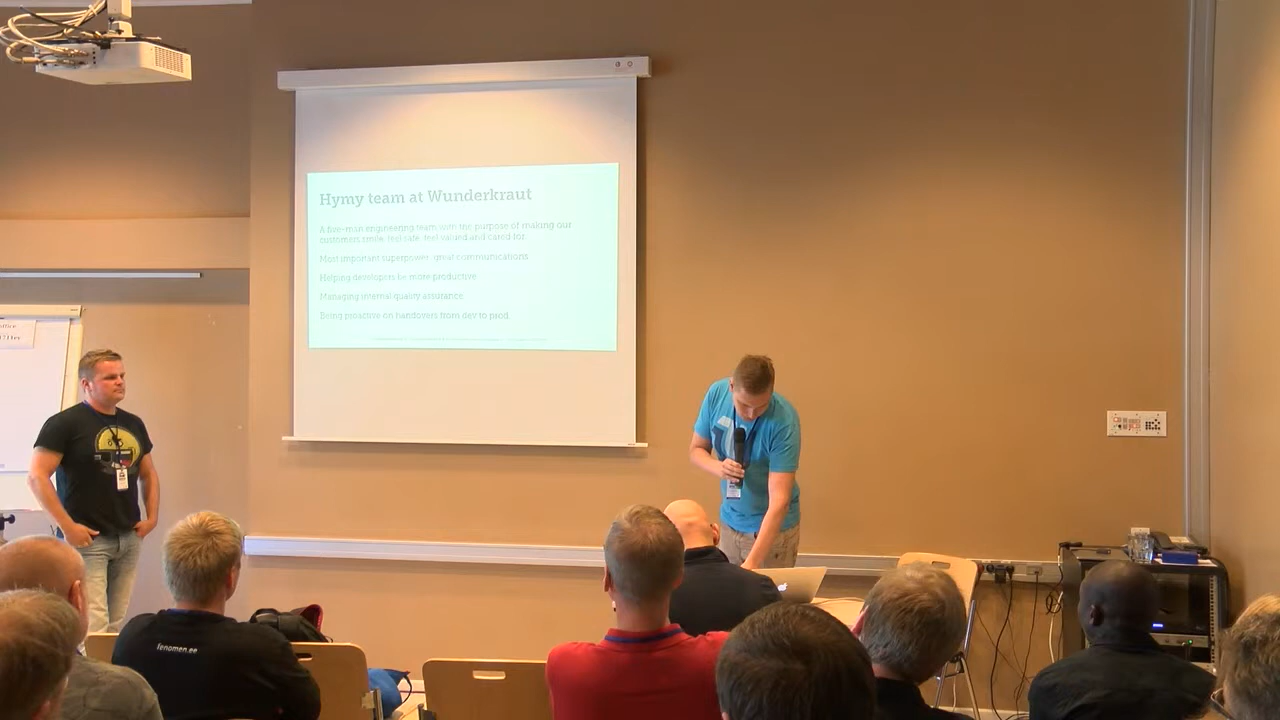 Hymy team at Wunderkraut
A five-man engineering team with the purpose of making our
customers smile, feel safe, feel valued and cared for.
Most important superpower: great communications
Helping developers be more productive
Managing internal quality assurance
Being proactive on handovers from dev to prod.
fenomen.ee